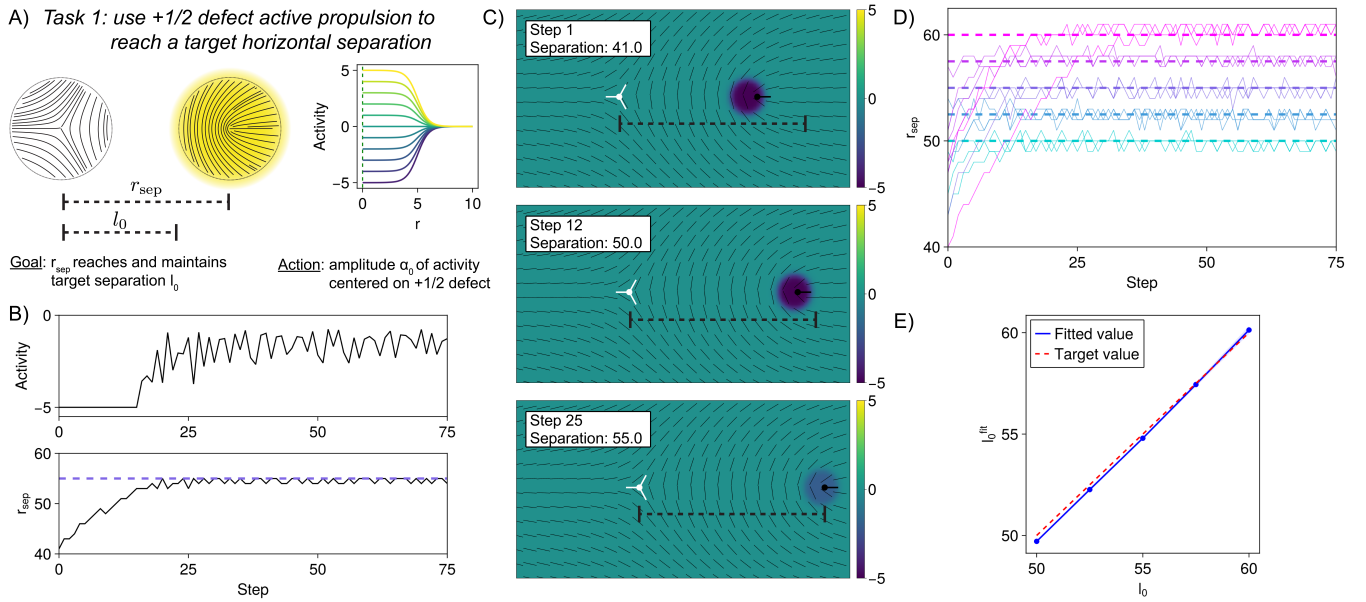 A)
Task 1: use +1/2 defect active propulsion to
reach a target horizontal separation
r_sep
l_0
Goal: r_sep reaches and maintains
target separation l_0
5
0
−5
Activity
0
5
10
r
Action: amplitude α_0 of activity
centered on +1/2 defect
B)
0
−5
Activity
0
25
50
75
60
50
40
r_sep
0
25
50
75
Step
C)
Step 1
Separation: 41.0
5
0
−5
Step 12
Separation: 50.0
5
0
−5
Step 25
Separation: 55.0
5
0
−5
D)
60
50
40
r_sep
0
25
50
75
Step
E)
Fitted value
Target value
60
55
50
l_0^fit
50
55
60
l_0